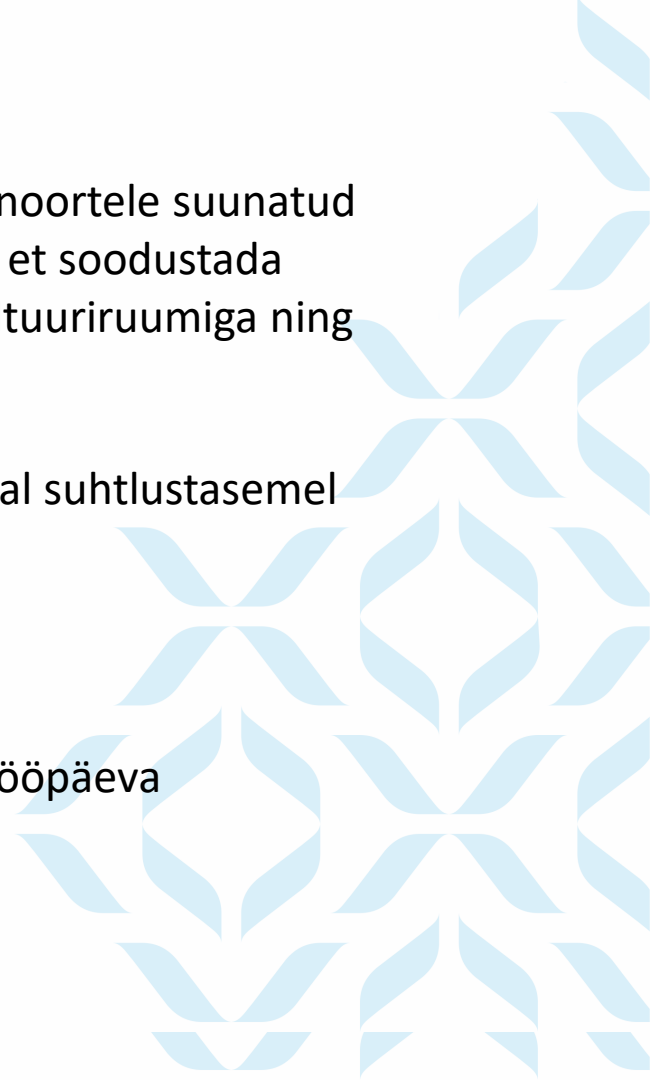 noortele suunatud
et soodustada
tuuriruumiga ning
al suhtlustasemel
ööpäeva